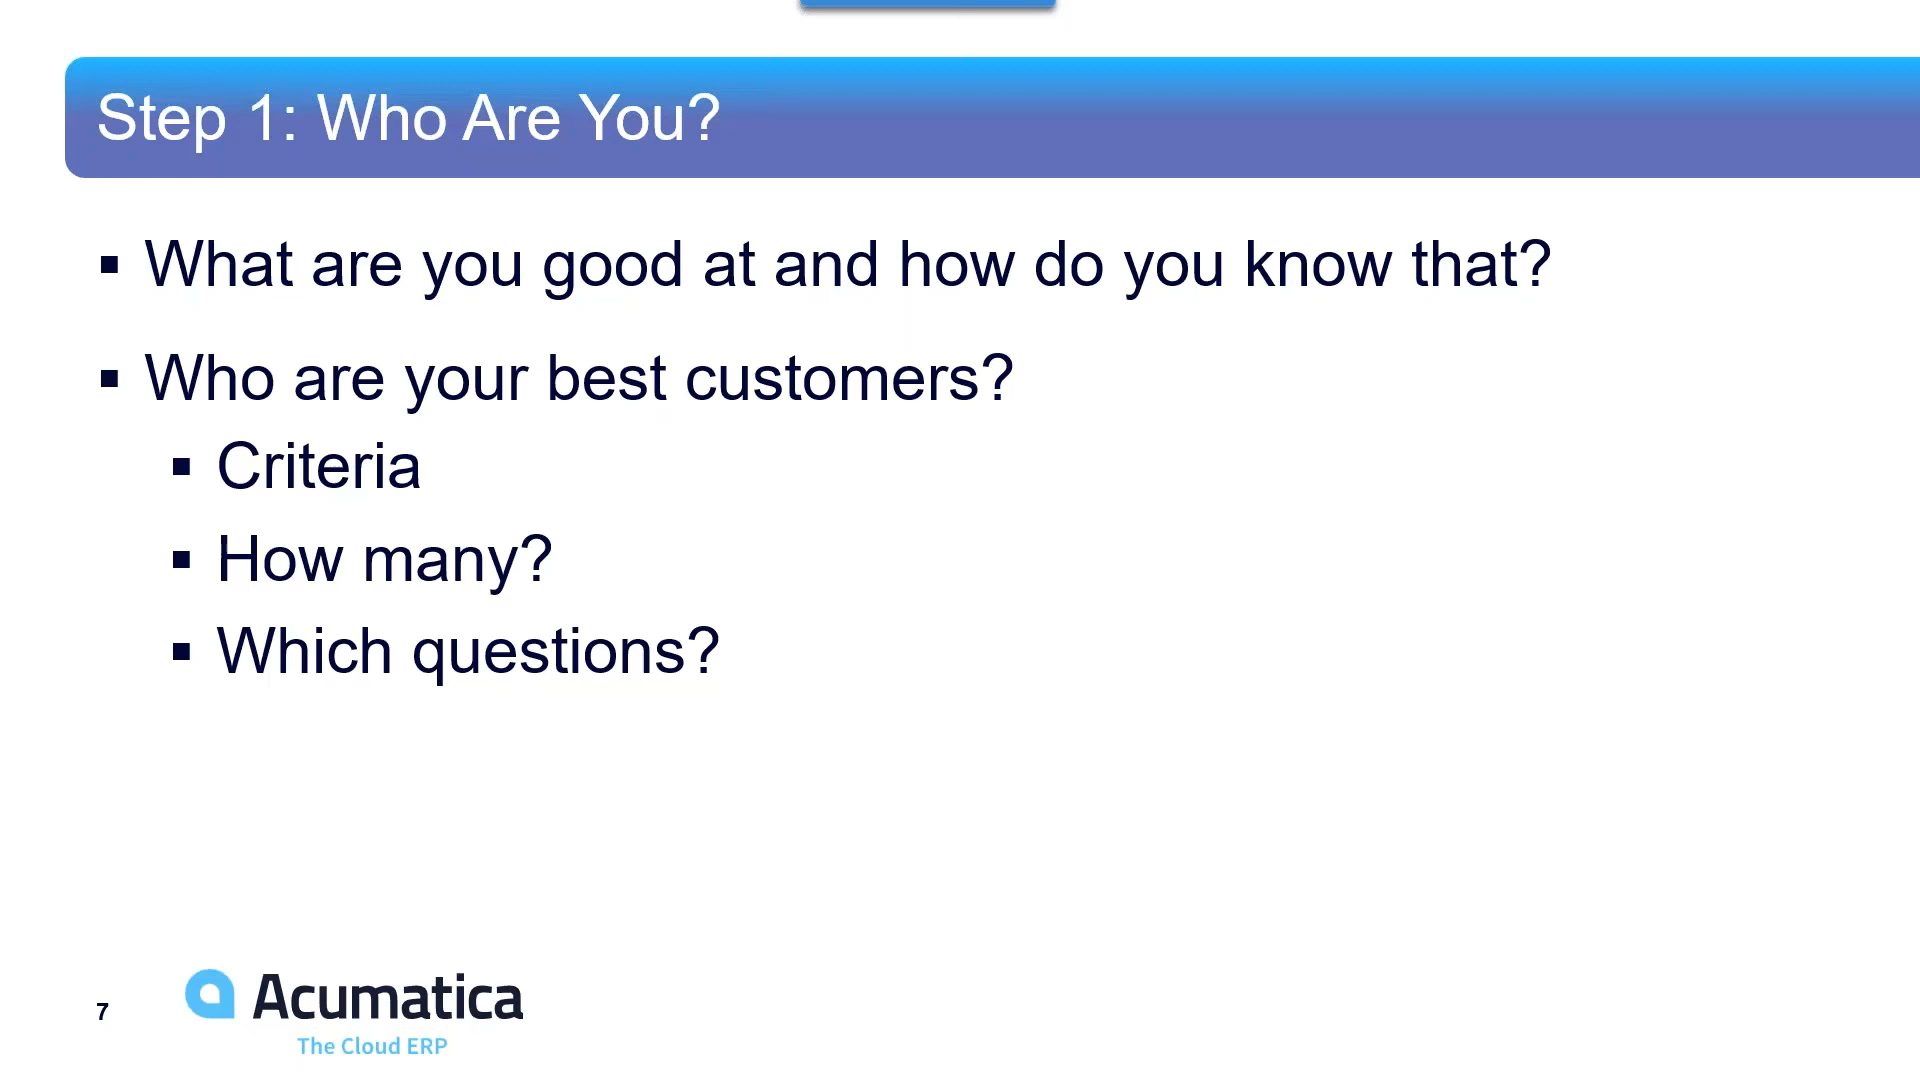 Step 1: Who Are You?
▪ What are you good at and how do you know that?
▪ Who are your best customers?
▪ Criteria
▪ How many?
▪ Which questions?
7
Acumatica
The Cloud ERP